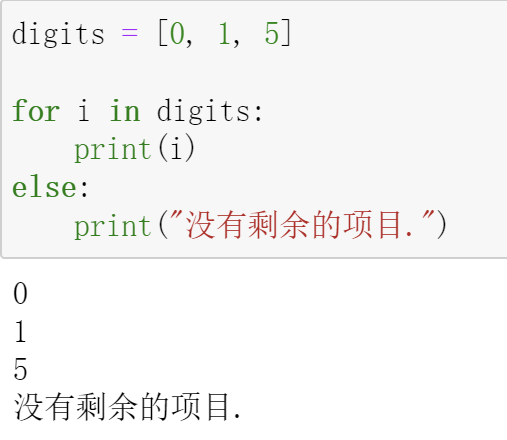 digits = [0, 1, 5]
for i in digits:
    print(i)
else:
    print("没有剩余的项目.")
0
1
5
没有剩余的项目.